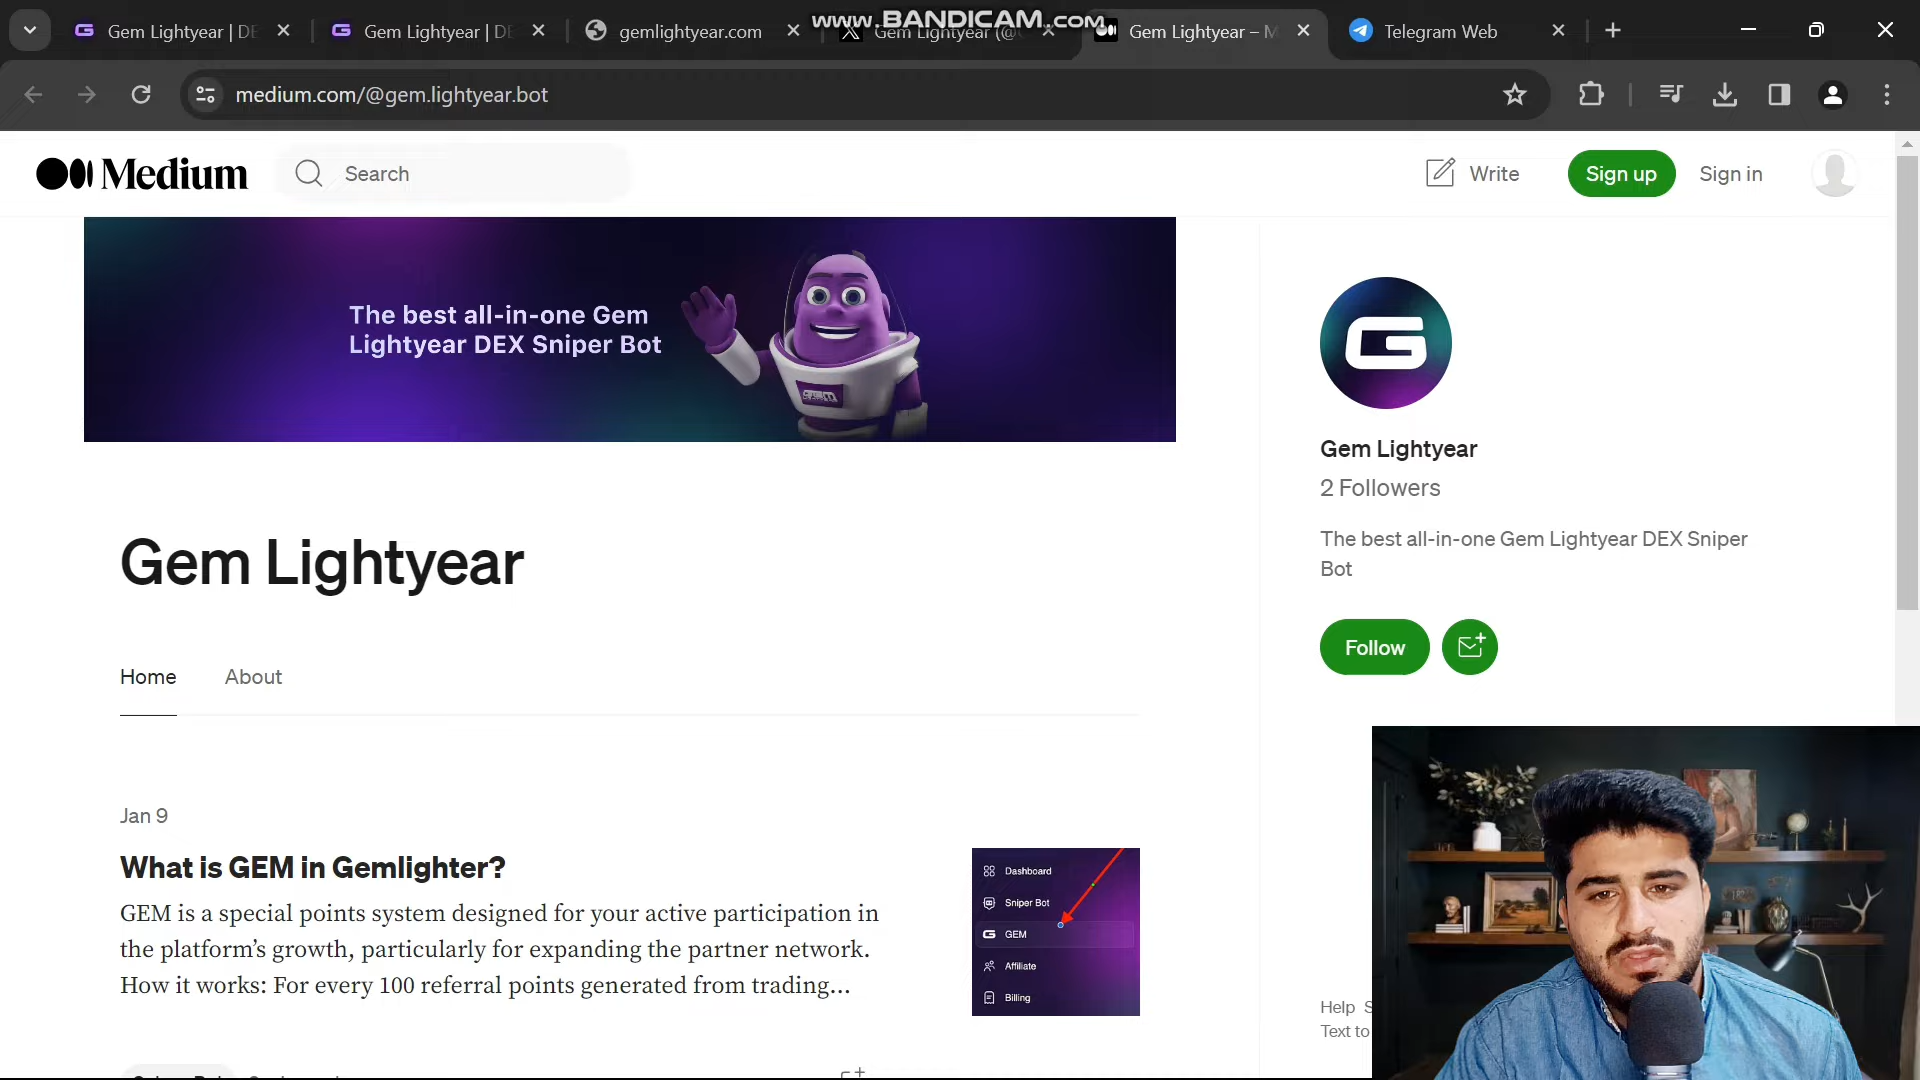 www.BANDICAM.com
Gem Lightyear | DE
Gem Lightyear | DE
gemlightyear.com
Gem Lightyear (@
Gem Lightyear – M
Telegram Web
medium.com/@gem.lightyear.bot
Medium
Search
Write
Sign up
Sign in
The best all-in-one Gem
Lightyear DEX Sniper Bot
Gem Lightyear
2 Followers
The best all-in-one Gem Lightyear DEX Sniper
Bot
Follow
Gem Lightyear
Home
About
Jan 9
What is GEM in Gemlighter?
GEM is a special points system designed for your active participation in
the platform's growth, particularly for expanding the partner network.
How it works: For every 100 referral points generated from trading...
Dashboard
Sniper Bot
GEM
Affiliate
Billing
Help S
Text to